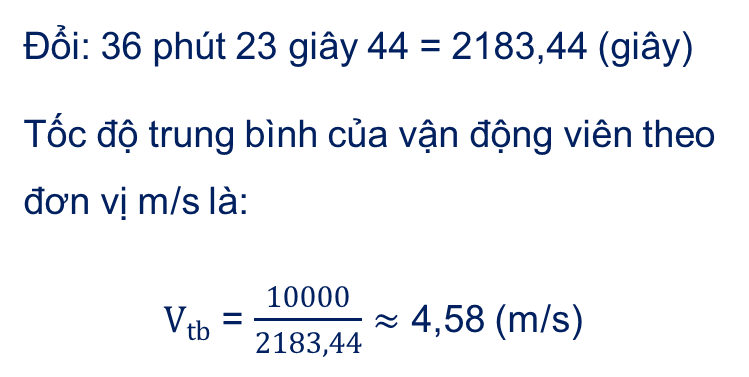 Đổi: 36 phút 23 giây 44 = 2183,44 (giây)
Tốc độ trung bình của vận động viên theo
đơn vị m/s là:
V_tb = 10000/2183,44 ≈ 4,58 (m/s)